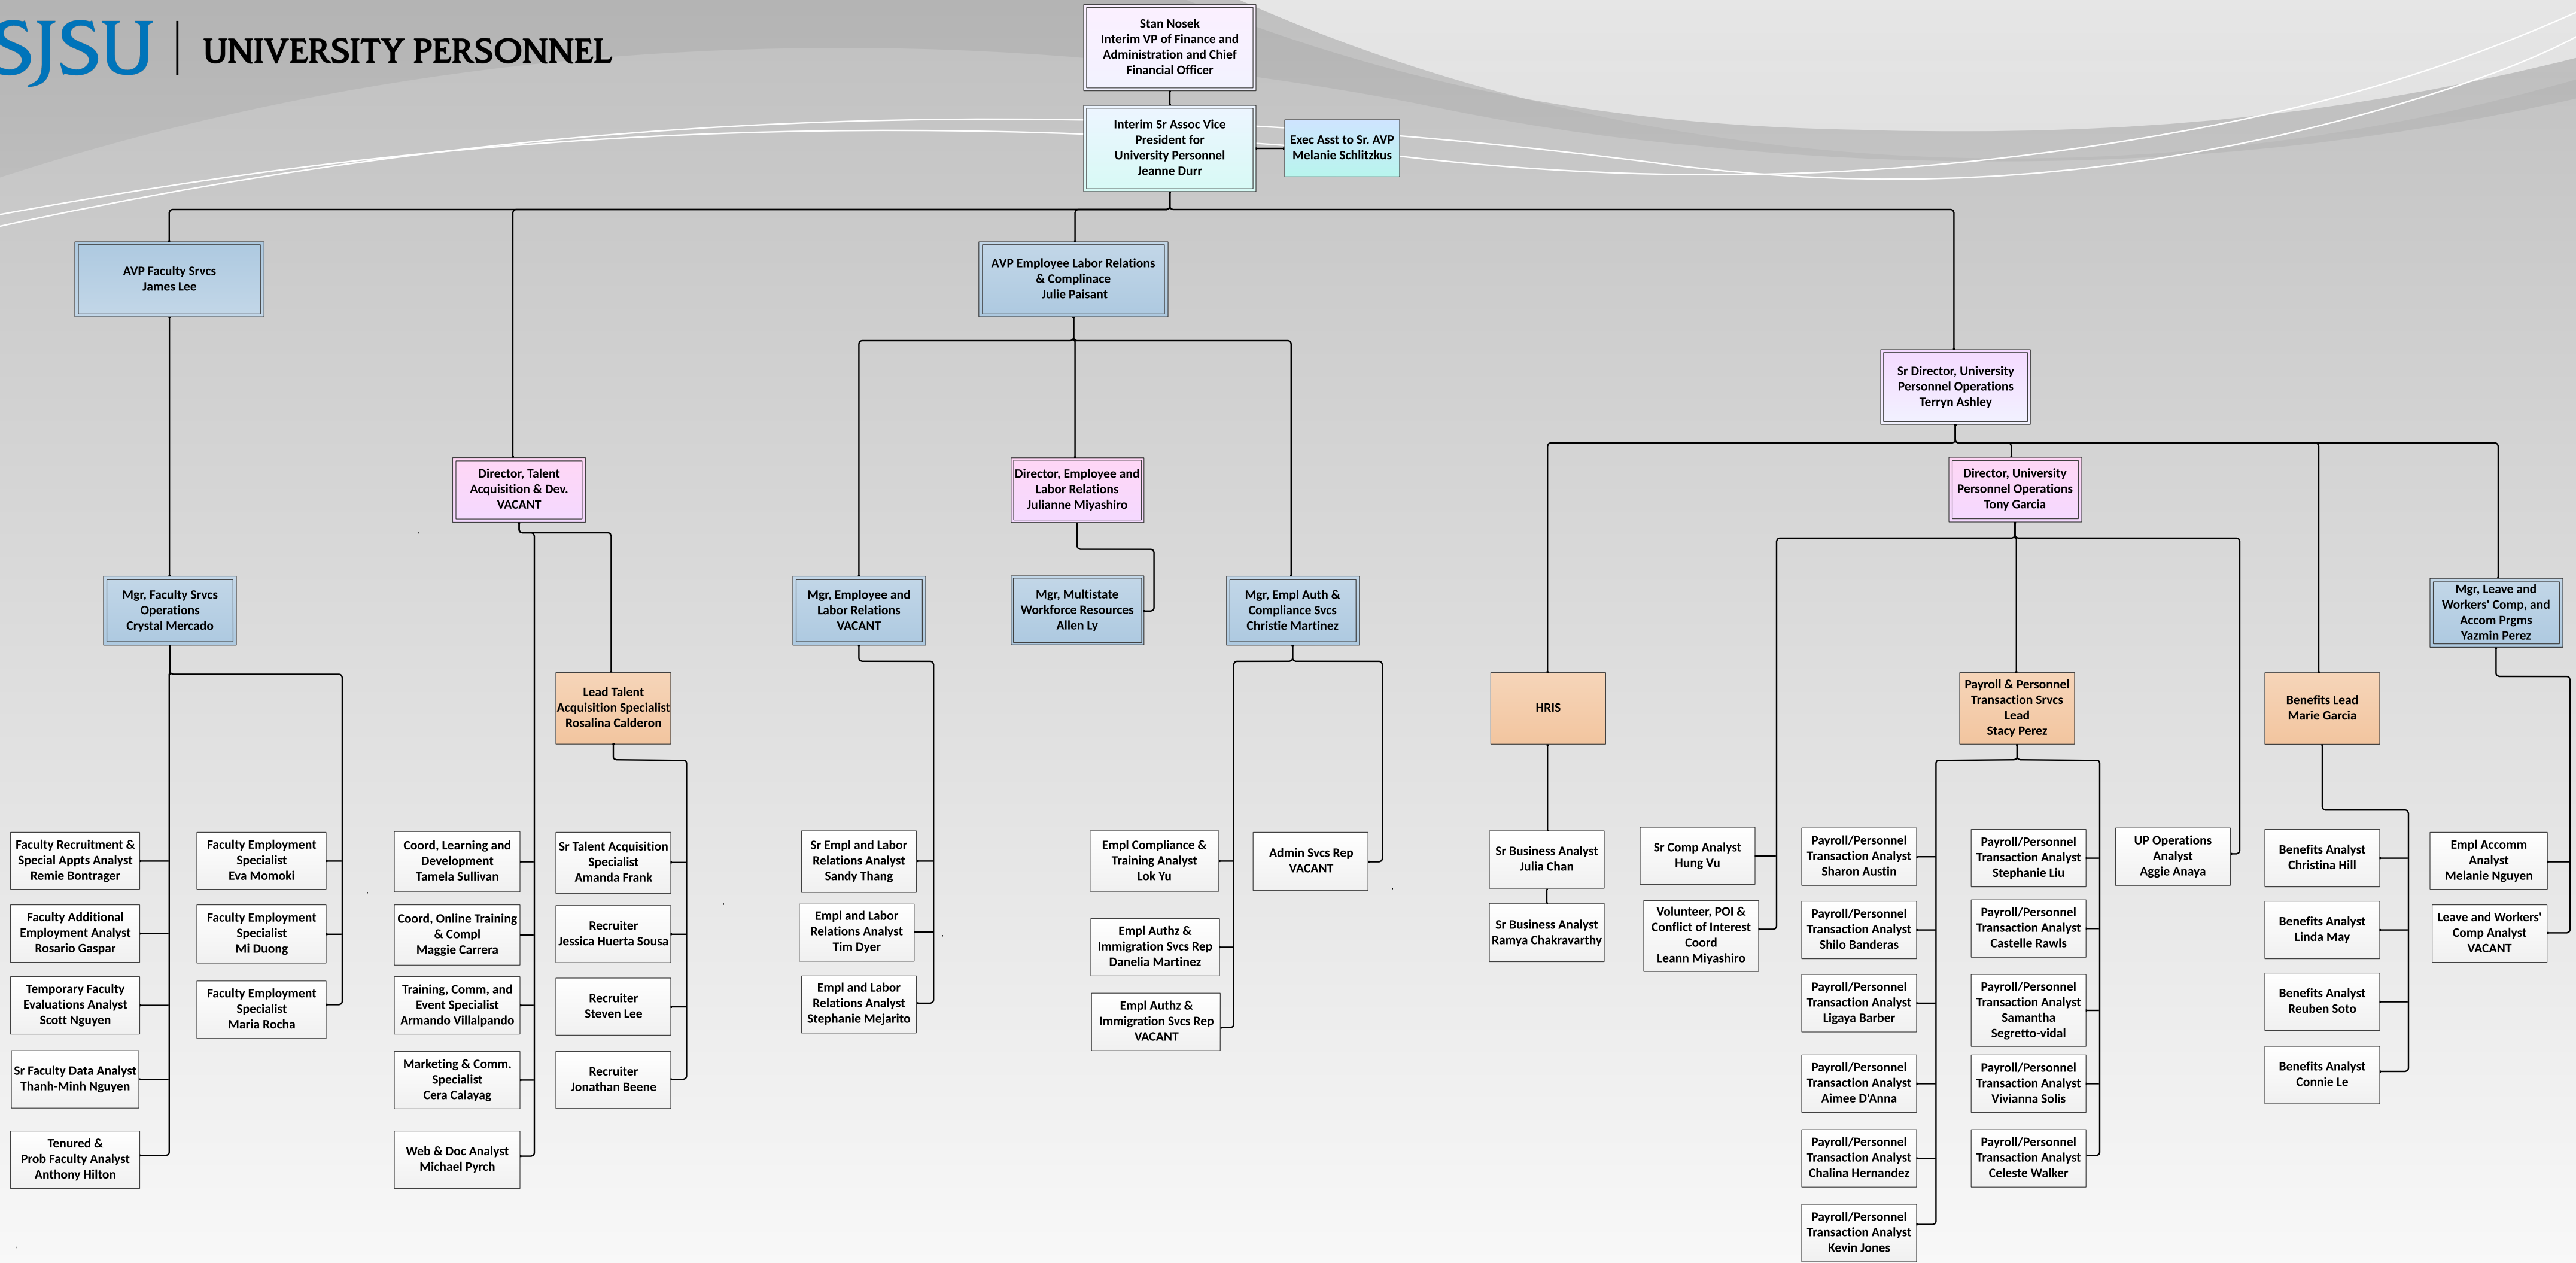 SJSU | UNIVERSITY PERSONNEL
Stan Nosek
Interim VP of Finance and
Administration and Chief
Financial Officer
Interim Sr Assoc Vice
President for
University Personnel
Jeanne Durr
Exec Asst to Sr. AVP
Melanie Schlitzkus
AVP Faculty Srvcs
James Lee
AVP Employee Labor Relations
& Complinace
Julie Paisant
Sr Director, University
Personnel Operations
Terryn Ashley
Director, Talent
Acquisition & Dev.
VACANT
Director, Employee and
Labor Relations
Julianne Miyashiro
Director, University
Personnel Operations
Tony Garcia
Mgr, Faculty Srvcs
Operations
Crystal Mercado
Mgr, Employee and
Labor Relations
VACANT
Mgr, Multistate
Workforce Resources
Allen Ly
Mgr, Empl Auth &
Compliance Svcs
Christie Martinez
Mgr, Leave and
Workers' Comp, and
Accom Prgms
Yazmin Perez
Lead Talent
Acquisition Specialist
Rosalina Calderon
HRIS
Payroll & Personnel
Transaction Srvcs
Lead
Stacy Perez
Benefits Lead
Marie Garcia
Faculty Recruitment &
Special Appts Analyst
Remie Bontrager
Faculty Additional
Employment Analyst
Rosario Gaspar
Temporary Faculty
Evaluations Analyst
Scott Nguyen
Sr Faculty Data Analyst
Thanh-Minh Nguyen
Tenured &
Prob Faculty Analyst
Anthony Hilton
Faculty Employment
Specialist
Eva Momoki
Faculty Employment
Specialist
Mi Duong
Faculty Employment
Specialist
Maria Rocha
Coord, Learning and
Development
Tamela Sullivan
Coord, Online Training
& Compl
Maggie Carrera
Training, Comm, and
Event Specialist
Armando Villalpando
Marketing & Comm.
Specialist
Cera Calayag
Web & Doc Analyst
Michael Pyrch
Sr Talent Acquisition
Specialist
Amanda Frank
Recruiter
Jessica Huerta Sousa
Recruiter
Steven Lee
Recruiter
Jonathan Beene
Sr Empl and Labor
Relations Analyst
Sandy Thang
Empl and Labor
Relations Analyst
Tim Dyer
Empl and Labor
Relations Analyst
Stephanie Mejarito
Empl Compliance &
Training Analyst
Lok Yu
Empl Authz &
Immigration Svcs Rep
Danelia Martinez
Empl Authz &
Immigration Svcs Rep
VACANT
Admin Svcs Rep
VACANT
Sr Business Analyst
Julia Chan
Sr Business Analyst
Ramya Chakravarthy
Sr Comp Analyst
Hung Vu
Volunteer, POI &
Conflict of Interest
Coord
Leann Miyashiro
Payroll/Personnel
Transaction Analyst
Sharon Austin
Payroll/Personnel
Transaction Analyst
Shilo Banderas
Payroll/Personnel
Transaction Analyst
Ligaya Barber
Payroll/Personnel
Transaction Analyst
Aimee D'Anna
Payroll/Personnel
Transaction Analyst
Chalina Hernandez
Payroll/Personnel
Transaction Analyst
Kevin Jones
Payroll/Personnel
Transaction Analyst
Stephanie Liu
Payroll/Personnel
Transaction Analyst
Castelle Rawls
Payroll/Personnel
Transaction Analyst
Samantha
Segretto-vidal
Payroll/Personnel
Transaction Analyst
Vivianna Solis
Payroll/Personnel
Transaction Analyst
Celeste Walker
UP Operations
Analyst
Aggie Anaya
Benefits Analyst
Christina Hill
Benefits Analyst
Linda May
Benefits Analyst
Reuben Soto
Benefits Analyst
Connie Le
Empl Accomm
Analyst
Melanie Nguyen
Leave and Workers'
Comp Analyst
VACANT